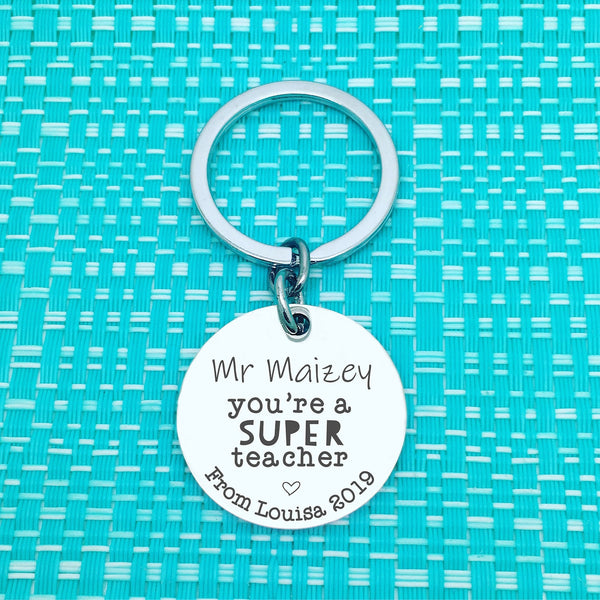 Mr Maizey
you're a
SUPER
teacher
From Louisa 2019